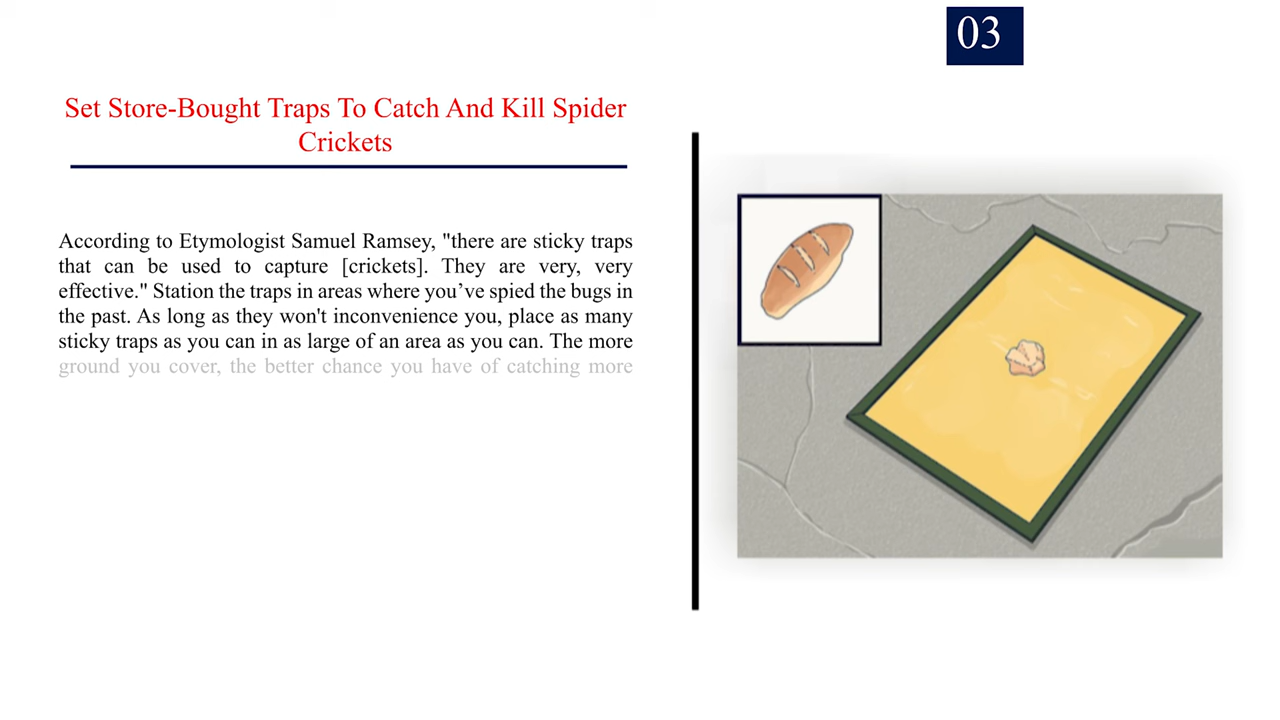 03
Set Store-Bought Traps To Catch And Kill Spider
Crickets
According to Etymologist Samuel Ramsey, "there are sticky traps
that can be used to capture [crickets]. They are very, very
effective." Station the traps in areas where you’ve spied the bugs in
the past. As long as they won't inconvenience you, place as many
sticky traps as you can in as large of an area as you can. The more
ground you cover, the better chance you have of catching more